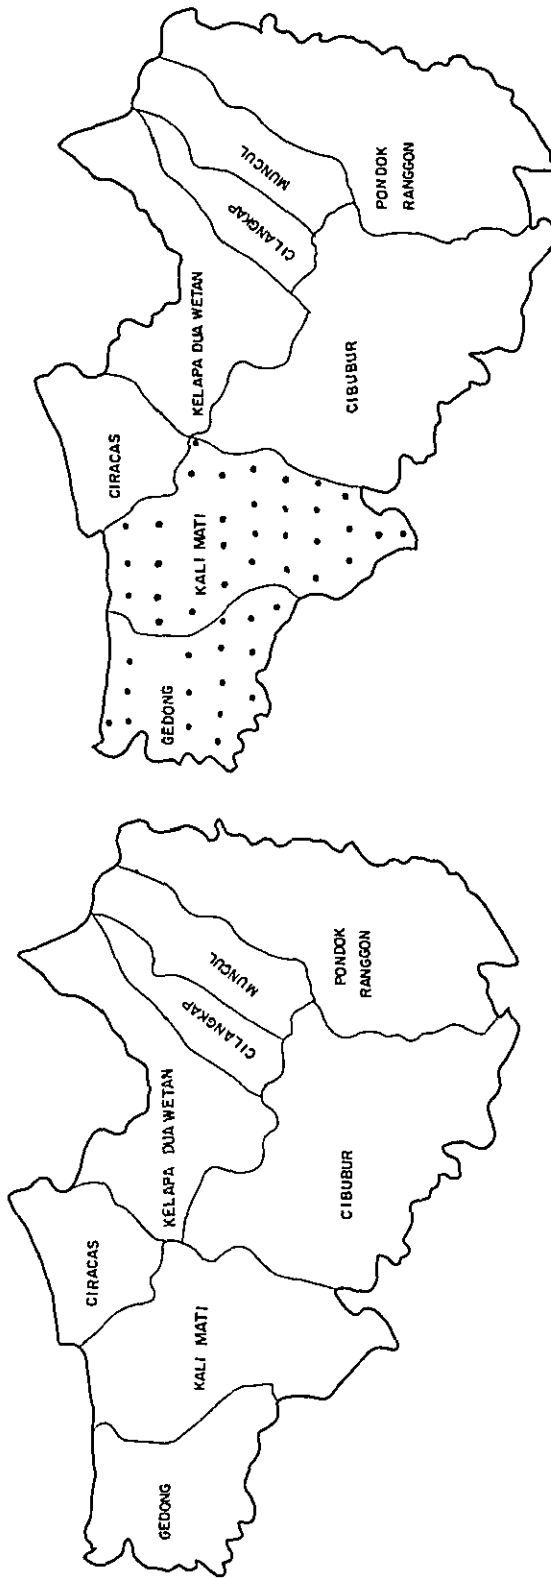 GEDONG
KALI MATI
CIRACAS
KELAPA DUA WETAN
CILANGKAP
MUNCUL
PONDOK
RANGGON
CIBUBUR
GEDONG
KALI MATI
CIRACAS
KELAPA DUA WETAN
CILANGKAP
MUNCUL
PONDOK
RANGGON
CIBUBUR